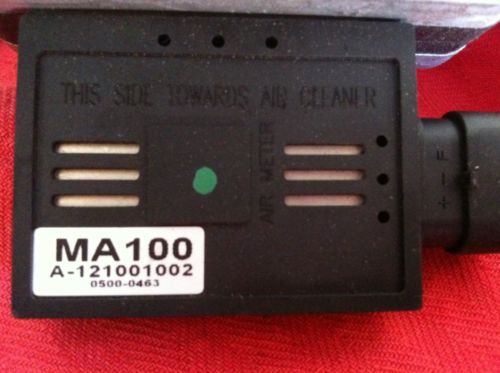 THIS SIDE TOWARDS AIR CLEANER
AIR METER
+ - F
MA100
A-121001002
0500-0463